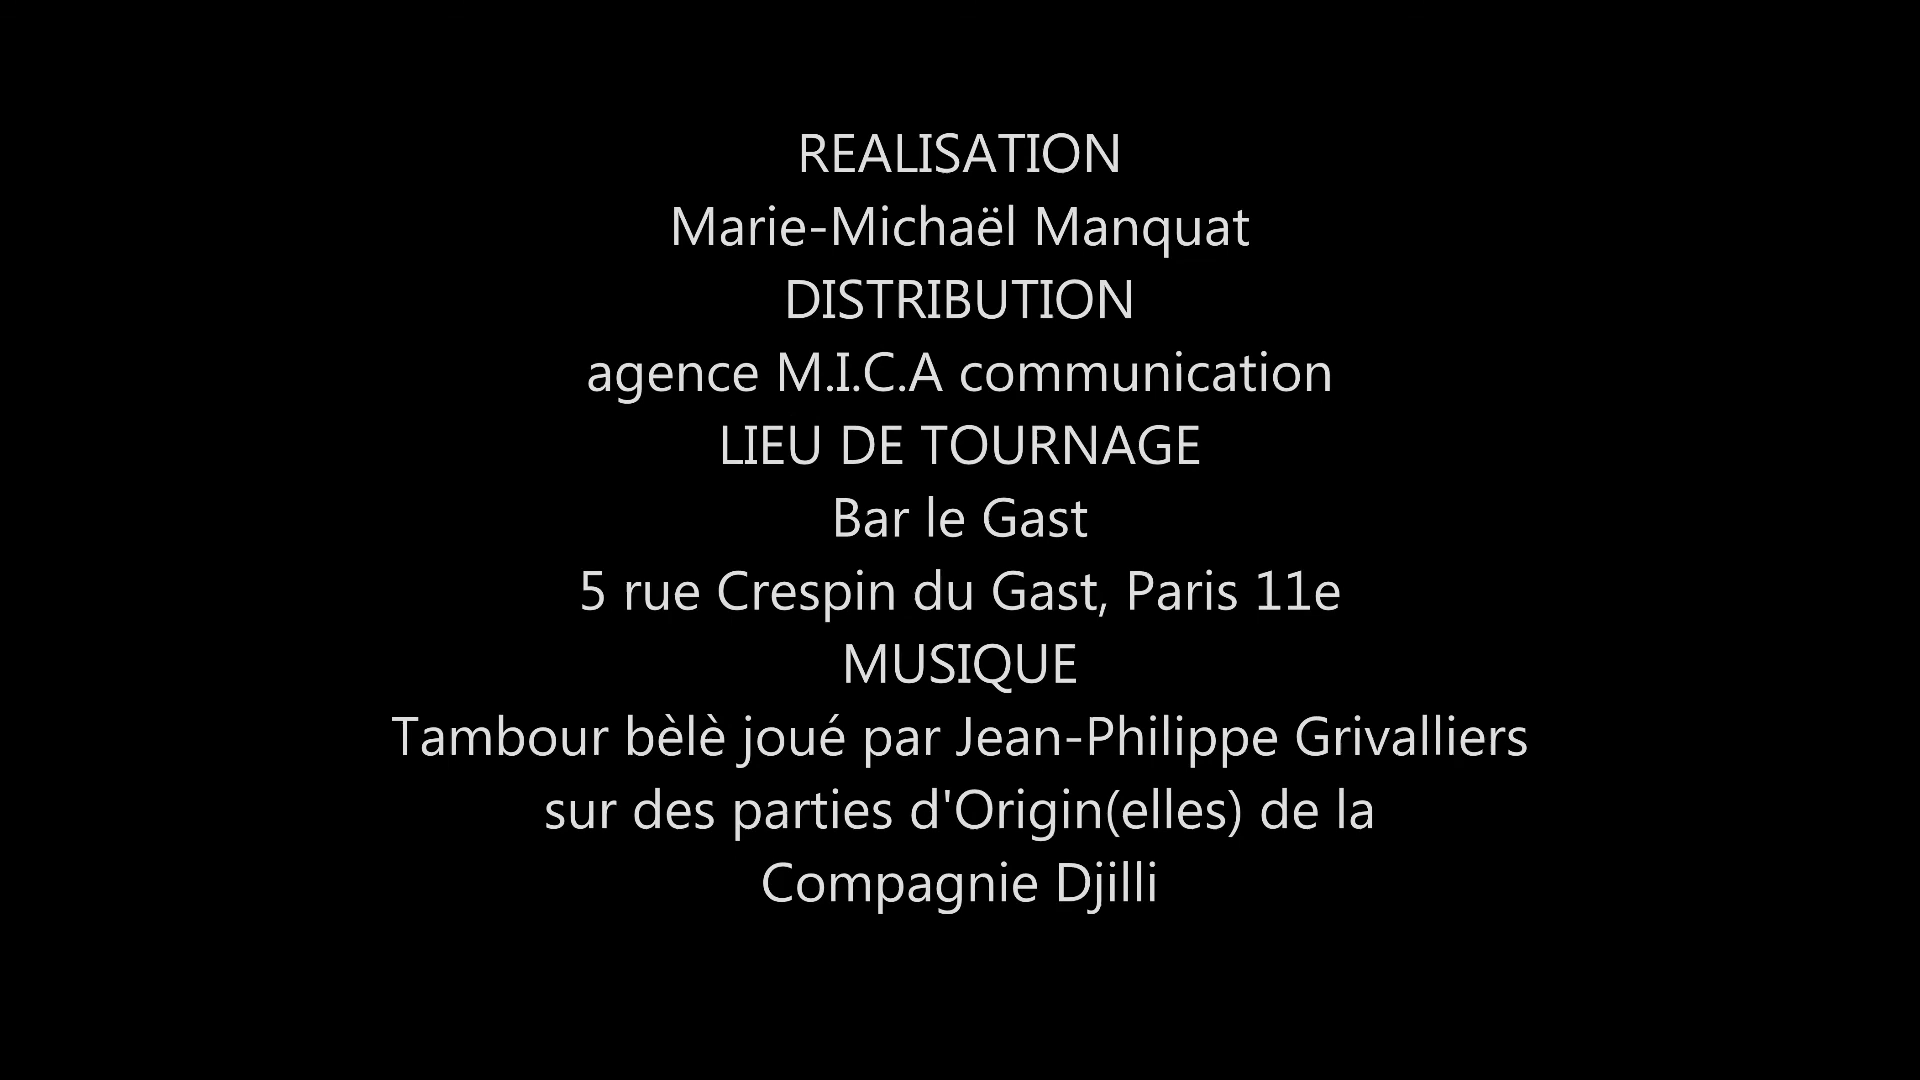 REALISATION
Marie-Michaël Manquat
DISTRIBUTION
agence M.I.C.A communication
LIEU DE TOURNAGE
Bar le Gast
5 rue Crespin du Gast, Paris 11e
MUSIQUE
Tambour bèlè joué par Jean-Philippe Grivalliers
sur des parties d'Origin(elles) de la
Compagnie Djilli